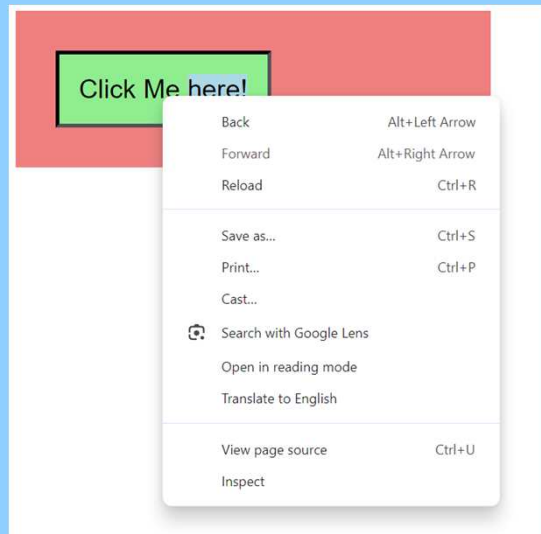 Click Me here!
Back Alt+Left Arrow
Forward Alt+Right Arrow
Reload Ctrl+R
Save as... Ctrl+S
Print... Ctrl+P
Cast...
Search with Google Lens
Open in reading mode
Translate to English
View page source Ctrl+U
Inspect